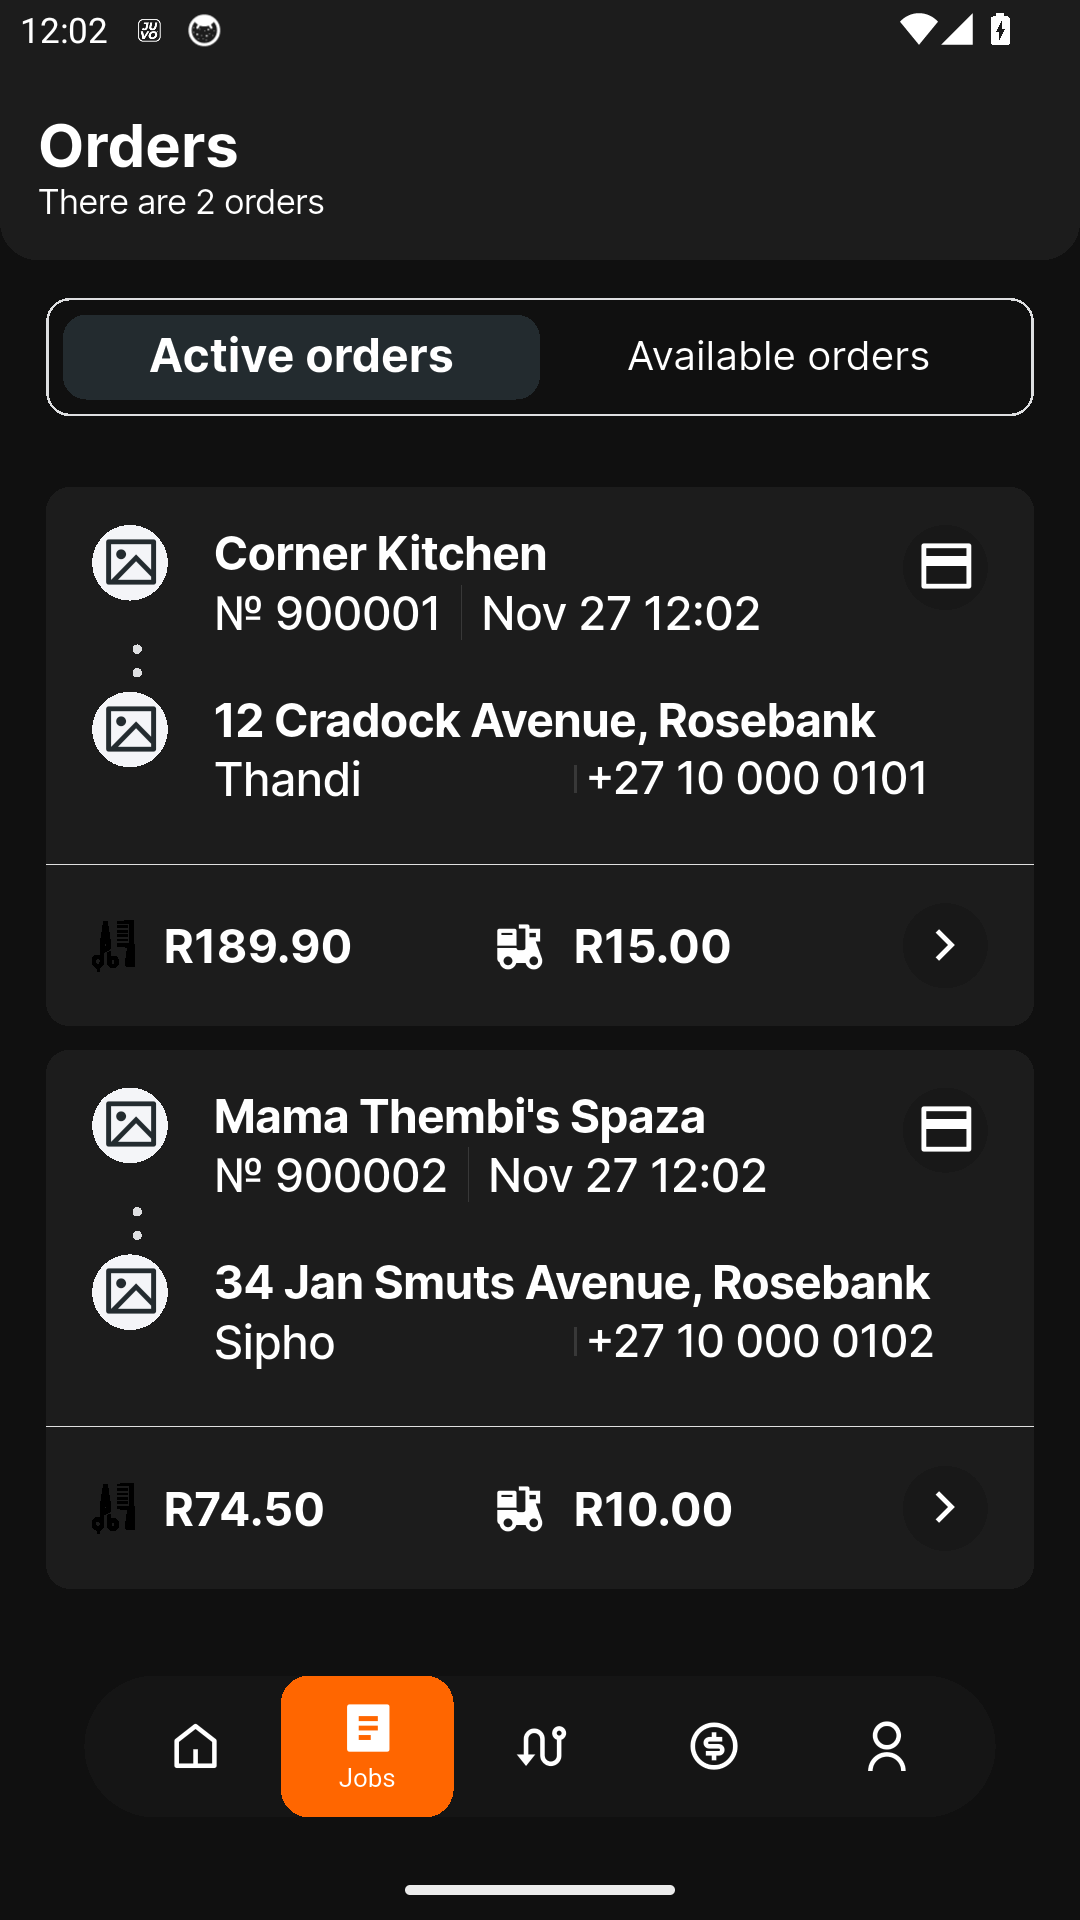 12:02
JU
VO
Orders
There are 2 orders
Active orders
Available orders
Corner Kitchen
№ 900001
Nov 27 12:02
12 Cradock Avenue, Rosebank
Thandi
+27 10 000 0101
R189.90
R15.00
Mama Thembi's Spaza
№ 900002
Nov 27 12:02
34 Jan Smuts Avenue, Rosebank
Sipho
+27 10 000 0102
R74.50
R10.00
Jobs